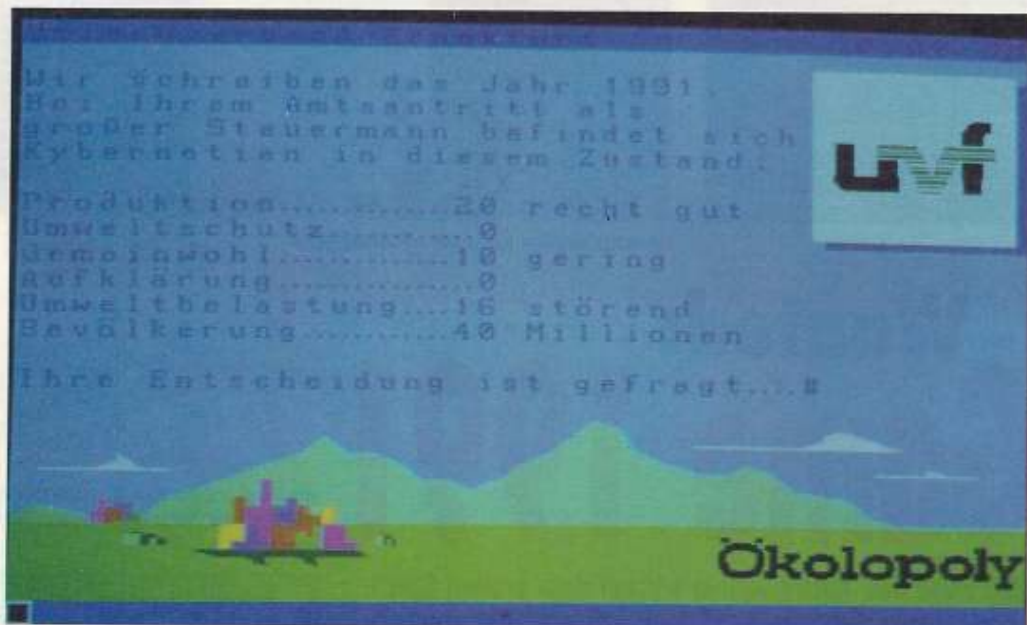 Wir schreiben das Jahr 1991.
Bei Ihrem Amtsantritt als
großer Steuermann befindet sich
Kybernetien in diesem Zustand:
Produktion..............20 recht gut
Umweltschutz............0
Gemeinwohl..............10 gering
Aufklärung..............0
Umweltbelastung....16 störend
Bevölkerung...........40 Millionen
Ihre Entscheidung ist gefragt....
uvf
Ökolopoly